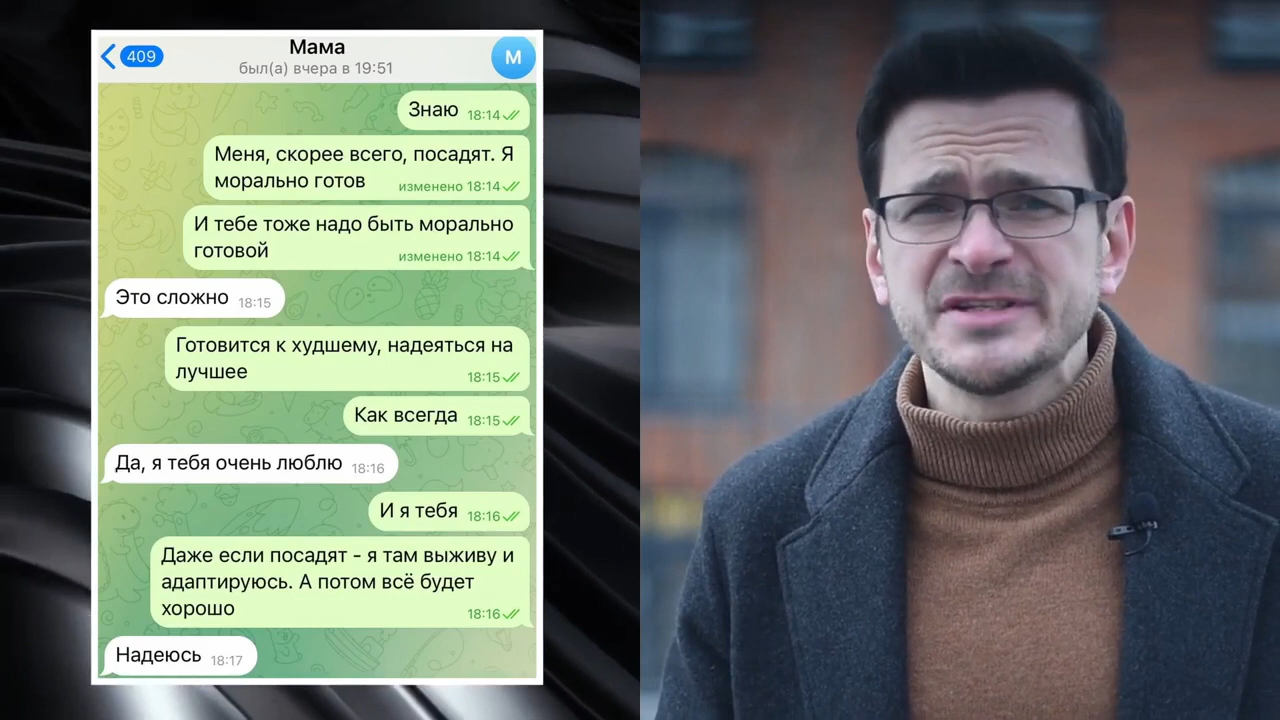 409
Мама
был(а) вчера в 19:51
М
Знаю 18:14
Меня, скорее всего, посадят. Я
морально готов изменено 18:14
И тебе тоже надо быть морально
готовой изменено 18:14
Это сложно 18:15
Готовится к худшему, надеяться на
лучшее 18:15
Как всегда 18:15
Да, я тебя очень люблю 18:16
И я тебя 18:16
Даже если посадят - я там выживу и
адаптируюсь. А потом всё будет
хорошо 18:16
Надеюсь 18:17